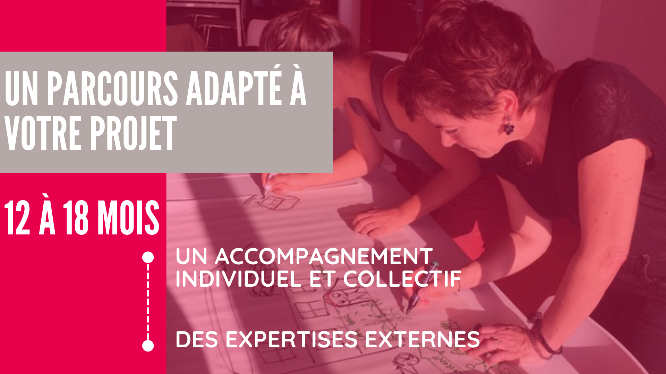 UN PARCOURS ADAPTÉ À
VOTRE PROJET
12 À 18 MOIS
UN ACCOMPAGNEMENT
INDIVIDUEL ET COLLECTIF
DES EXPERTISES EXTERNES